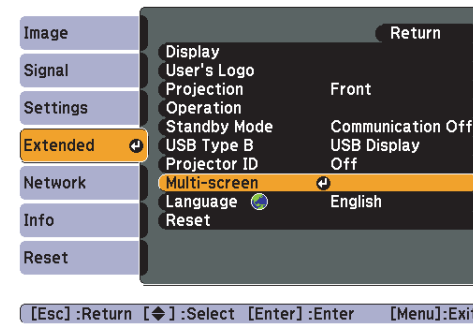 Image
Signal
Settings
Extended
Network
Info
Reset
Return
Display
User's Logo
Projection Front
Operation
Standby Mode Communication Off
USB Type B USB Display
Projector ID Off
Multi-screen
Language English
Reset
[Esc] :Return [◆] :Select [Enter] :Enter [Menu]:Exit